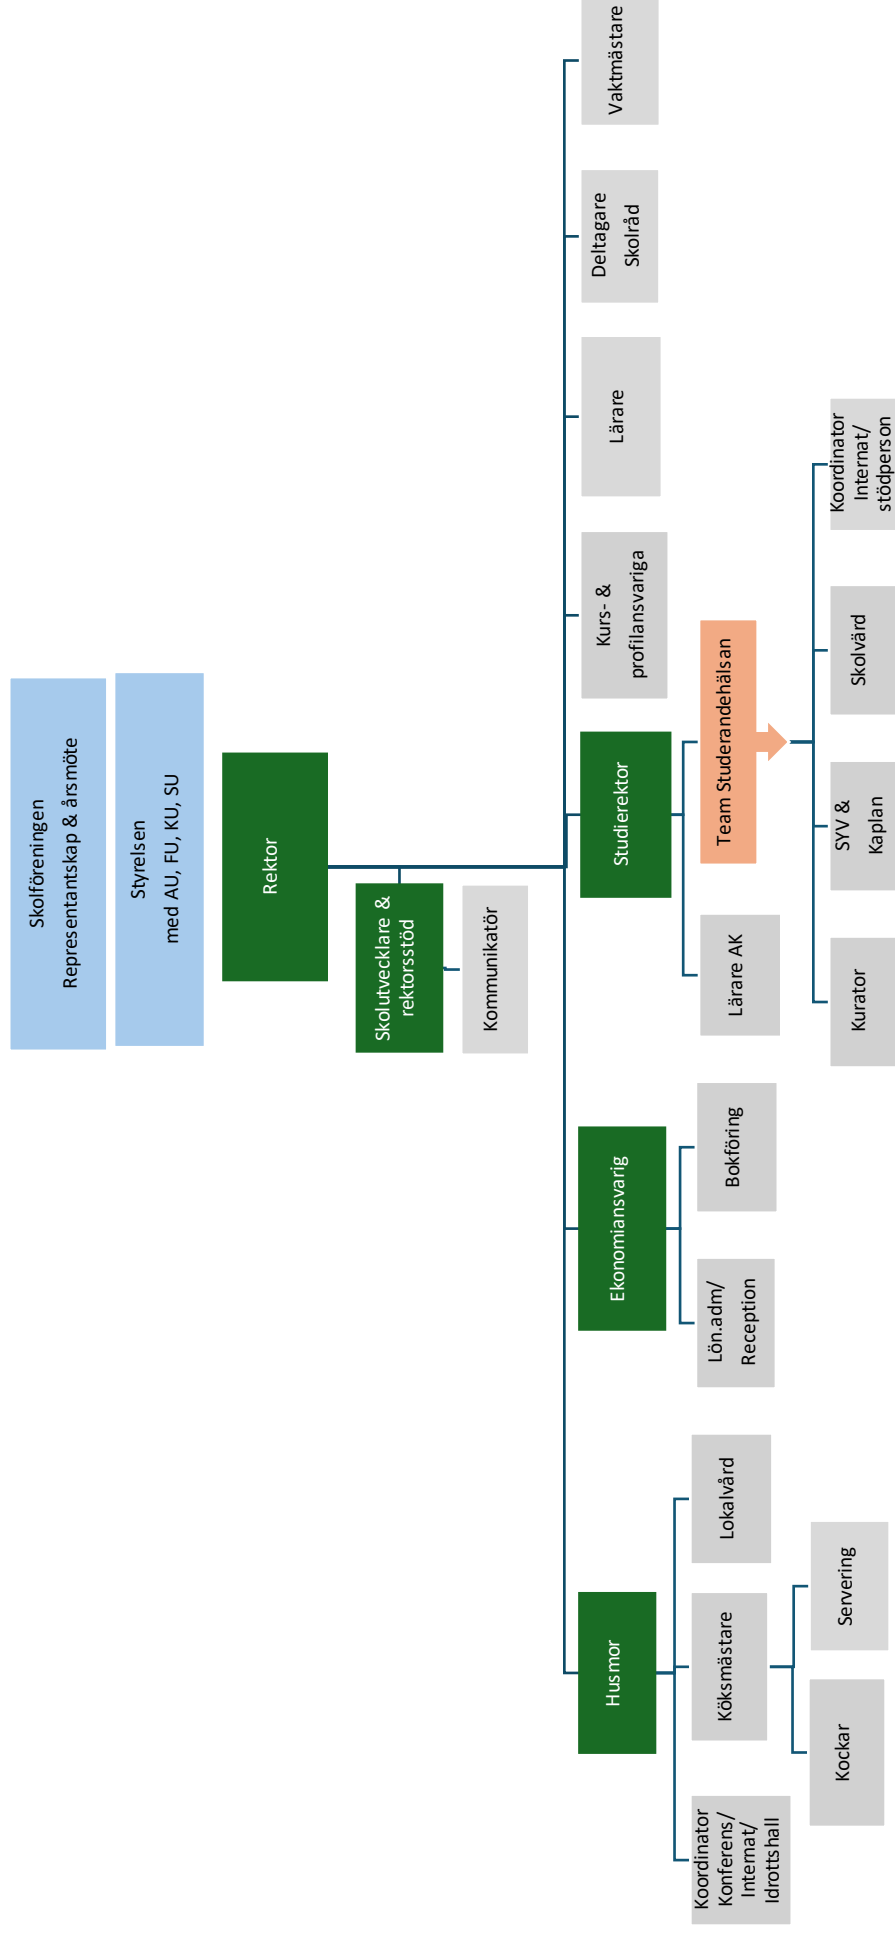 Skolföreningen
Representantskap & årsmöte
Styrelsen
med AU, FU, KU, SU
Rektor
Skolutvecklare &
rektorsstöd
Kommunikatör
Husmor
Ekonomiansvarig
Studierektor
Kurs- &
profilansvariga
Lärare
Deltagare
Skolråd
Vaktmästare
Koordinator
Konferens/
Internat/
Idrottshall
Köksmästare
Lokalvård
Lön.adm/
Reception
Bokföring
Lärare AK
Team Studerandehälsan
Kockar
Servering
Kurator
SYV &
Kaplan
Skolvärd
Koordinator
Internat/
stödperson